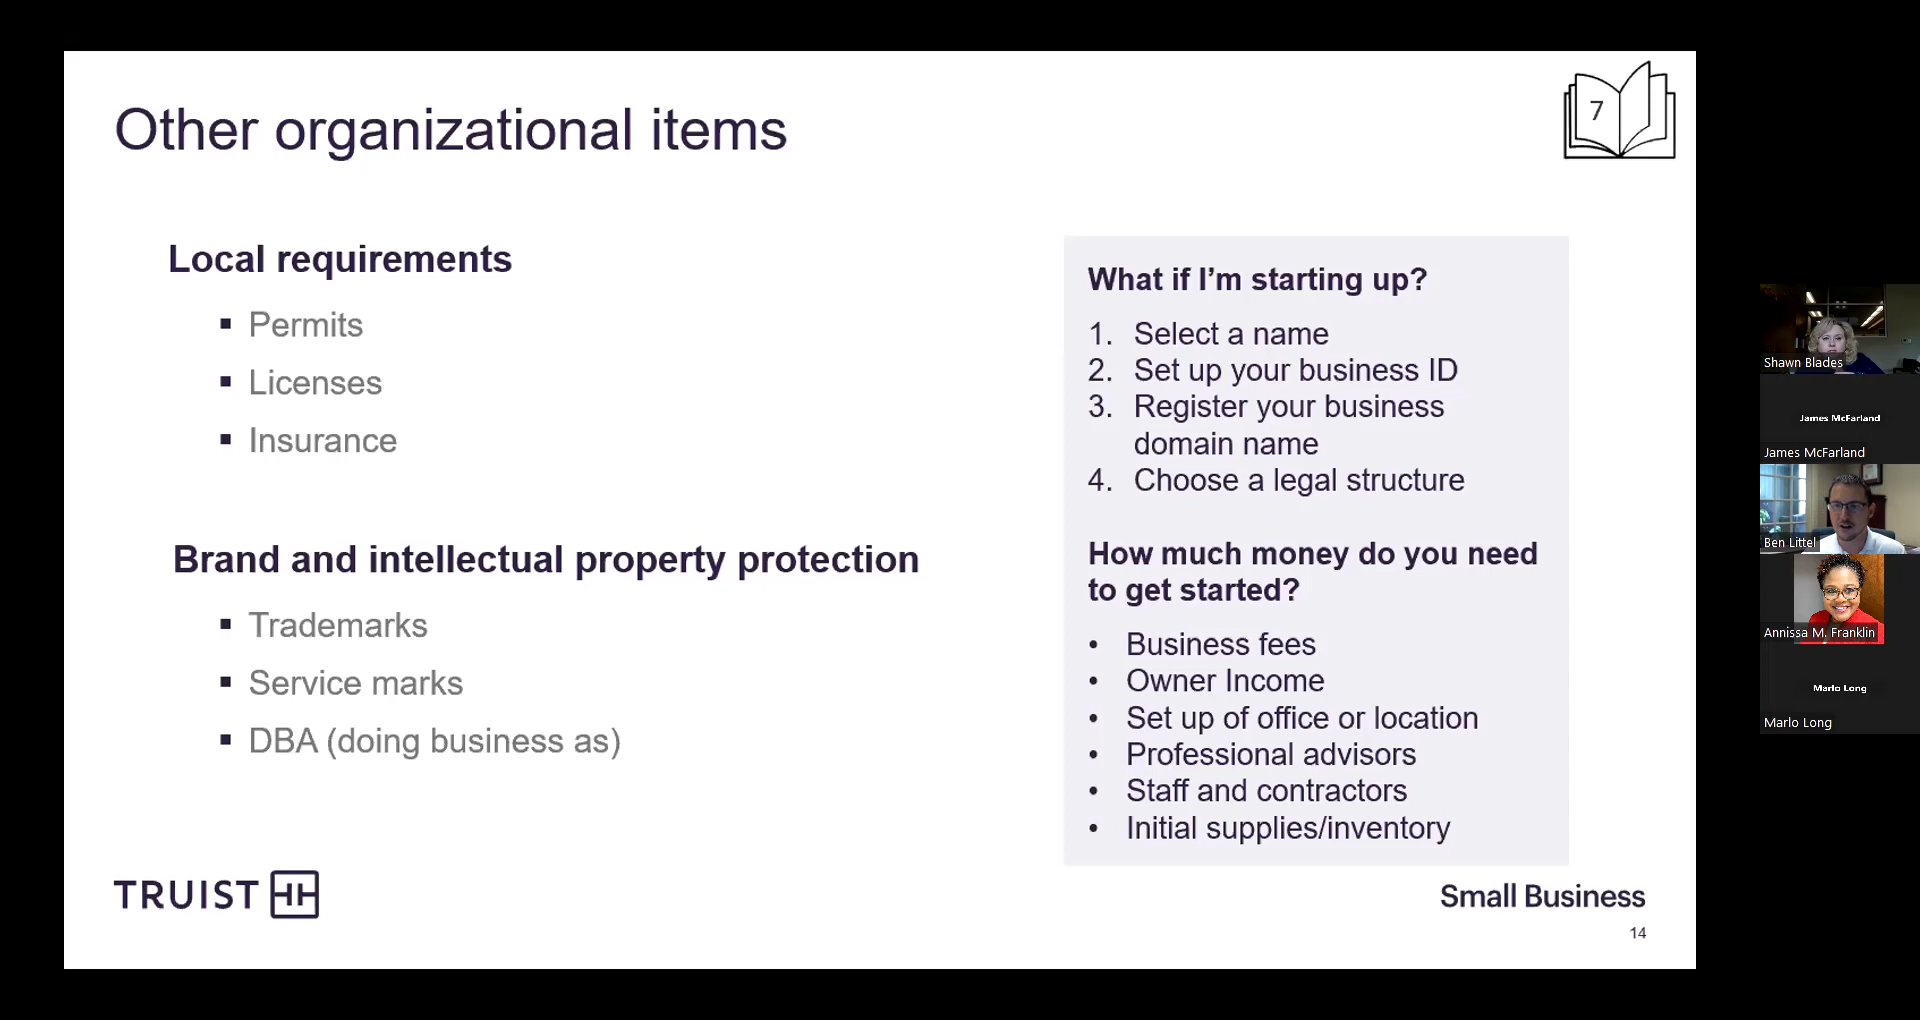 Other organizational items
7
Local requirements
▪ Permits
▪ Licenses
▪ Insurance
Brand and intellectual property protection
▪ Trademarks
▪ Service marks
▪ DBA (doing business as)
What if I'm starting up?
1. Select a name
2. Set up your business ID
3. Register your business
domain name
4. Choose a legal structure
How much money do you need
to get started?
• Business fees
• Owner Income
• Set up of office or location
• Professional advisors
• Staff and contractors
• Initial supplies/inventory
TRUIST
Small Business
14
Shawn Blades
James McFarland
James McFarland
Ben Littel
Annissa M. Franklin
Marlo Long
Marlo Long